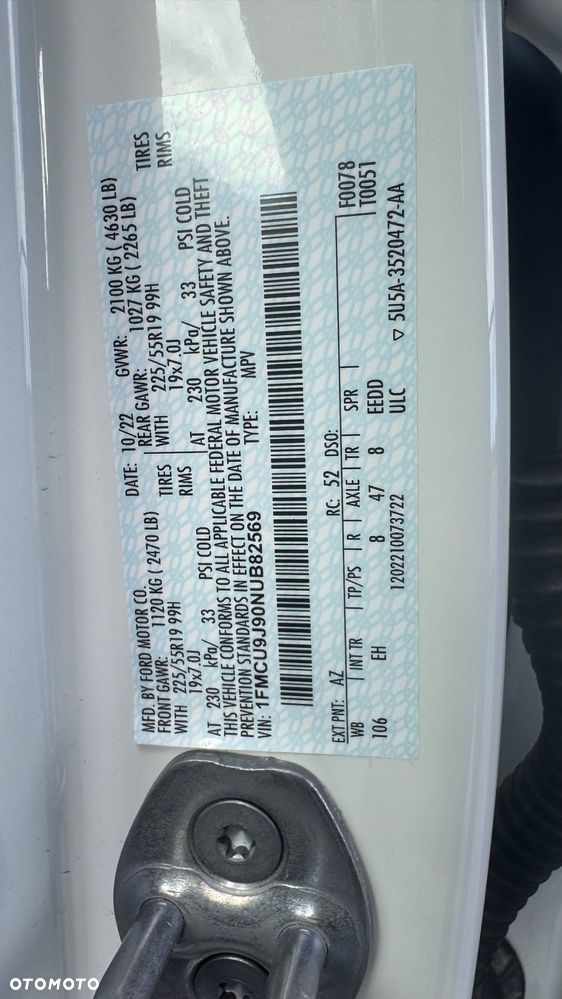 MFD. BY FORD MOTOR CO.
DATE: 10/22 GVWR: 2100 KG ( 4630 LB)
FRONT GAWR: 1120 KG ( 2470 LB) REAR GAWR: 1027 KG ( 2265 LB)
WITH 225/55R19 99H TIRES WITH 225/55R19 99H TIRES
19x7.0J RIMS 19x7.0J RIMS
AT 230 kPa/ 33 PSI COLD AT 230 kPa/ 33 PSI COLD
THIS VEHICLE CONFORMS TO ALL APPLICABLE FEDERAL MOTOR VEHICLE SAFETY AND THEFT
PREVENTION STANDARDS IN EFFECT ON THE DATE OF MANUFACTURE SHOWN ABOVE.
VIN: 1FMCU9J90NUB82569 TYPE: MPV
EXT PNT: AZ RC: 52 DSO: F0078
WB INT TR TP/PS R AXLE TR SPR T0051
106 EH 8 47 8 EEDD
1202210073722 ULC ▽ 5U5A-3520472-AA
OTOMOTO